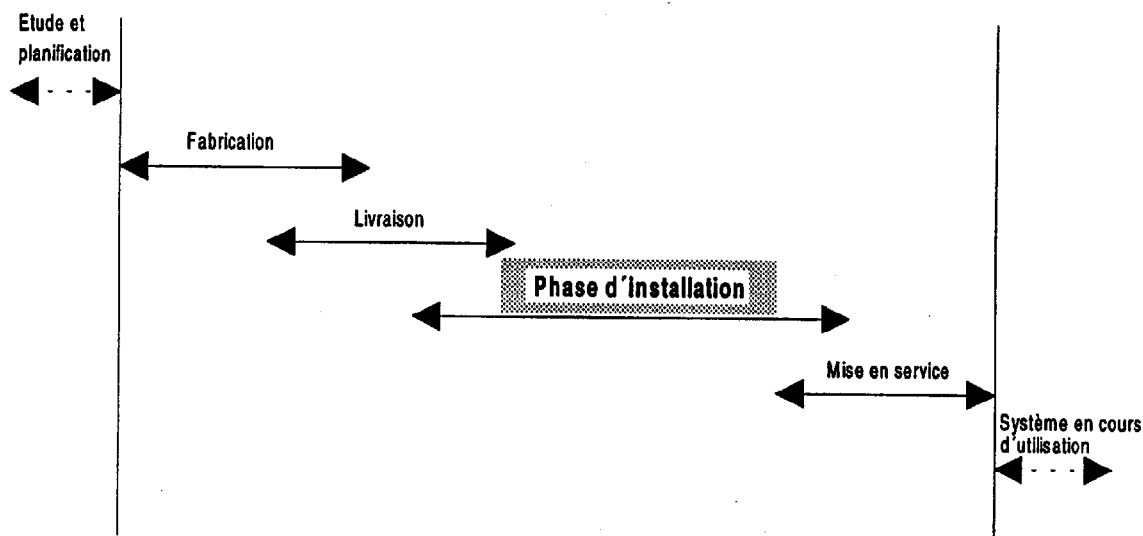 Etude et
planification
Fabrication
Livraison
Phase d´installation
Mise en service
Système en cours
d´utilisation